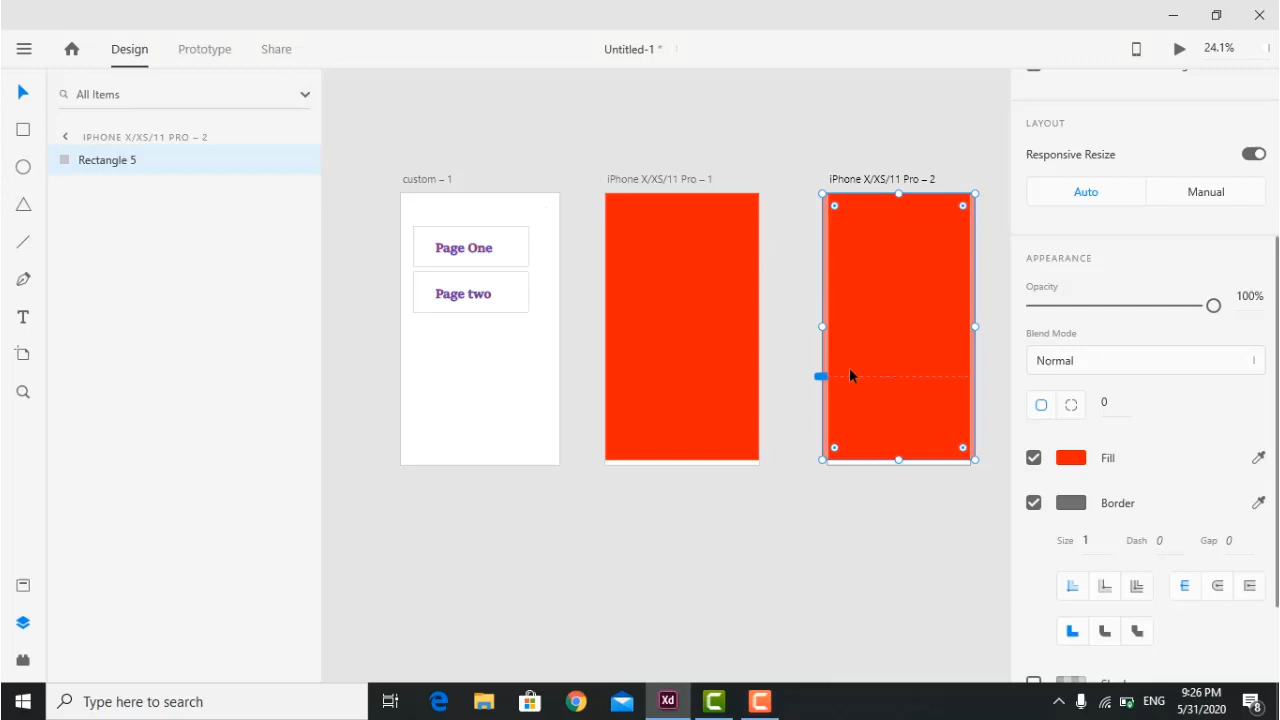 Design
Prototype
Share
Untitled-1 *
24.1%
All Items
IPHONE X/XS/11 PRO – 2
Rectangle 5
custom – 1
iPhone X/XS/11 Pro – 1
iPhone X/XS/11 Pro – 2
Page One
Page two
LAYOUT
Responsive Resize
Auto
Manual
APPEARANCE
Opacity
100%
Blend Mode
Normal
0
Fill
Border
Size 1
Dash 0
Gap 0
Type here to search
Xd
ENG
9:26 PM
5/31/2020
8